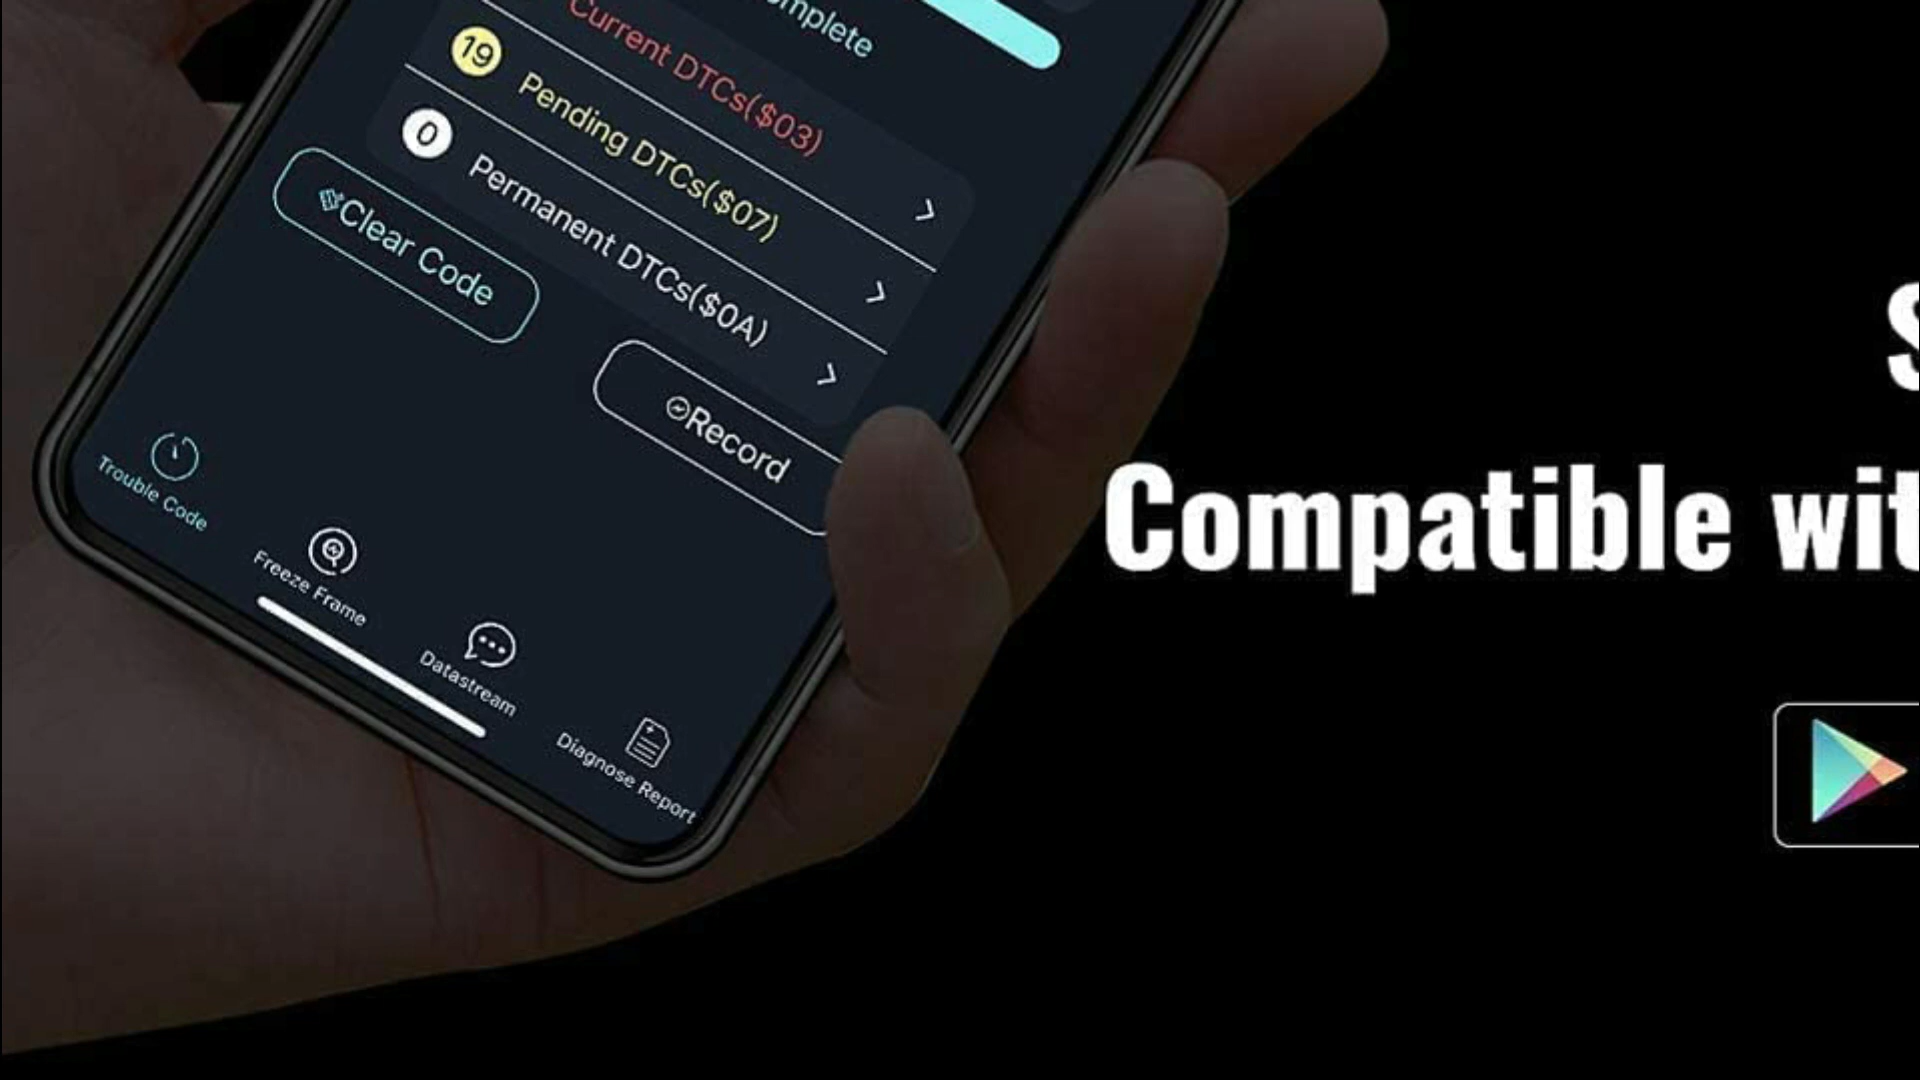 omplete
Current DTCs($03)
19 Pending DTCs($07)
0 Permanent DTCs($0A)
Clear Code
Record
Trouble Code
Freeze Frame
Datastream
Diagnose Report
S
Compatible wit